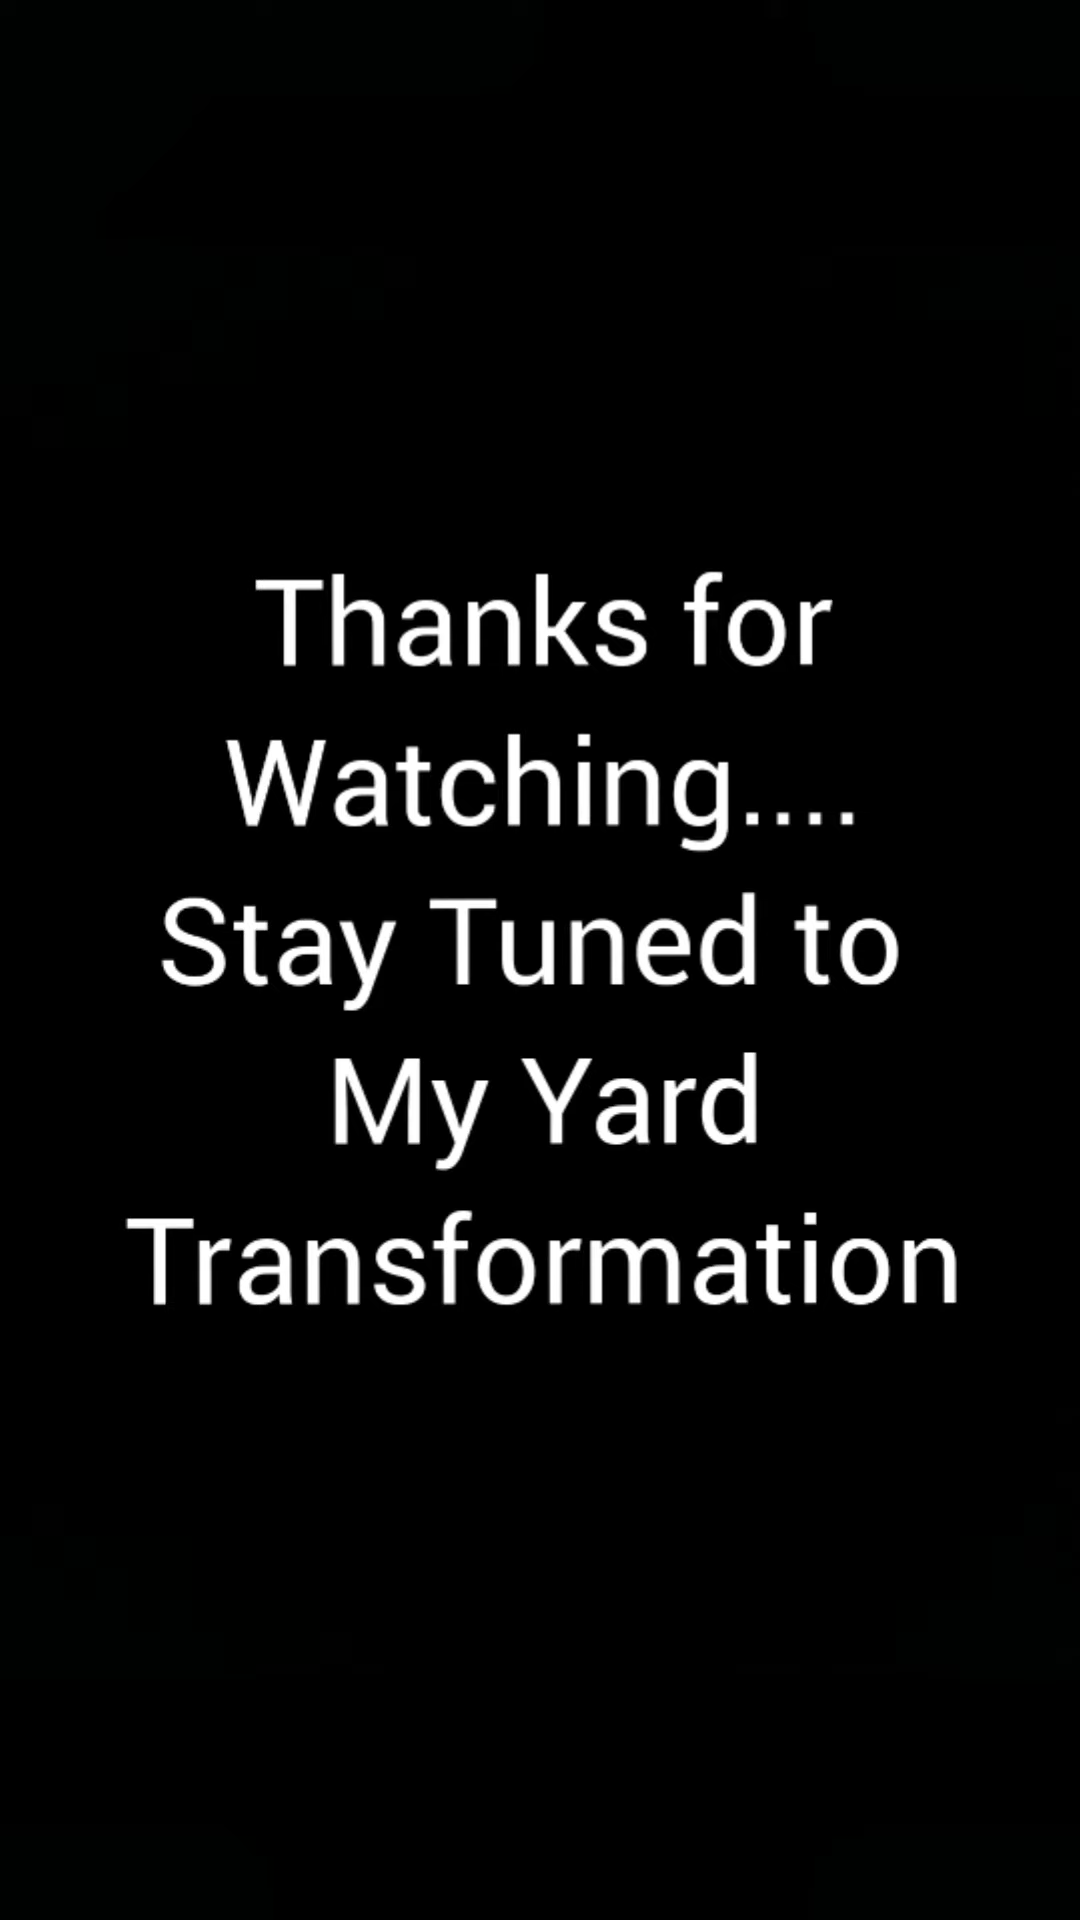 Thanks for
Watching....
Stay Tuned to
My Yard
Transformation